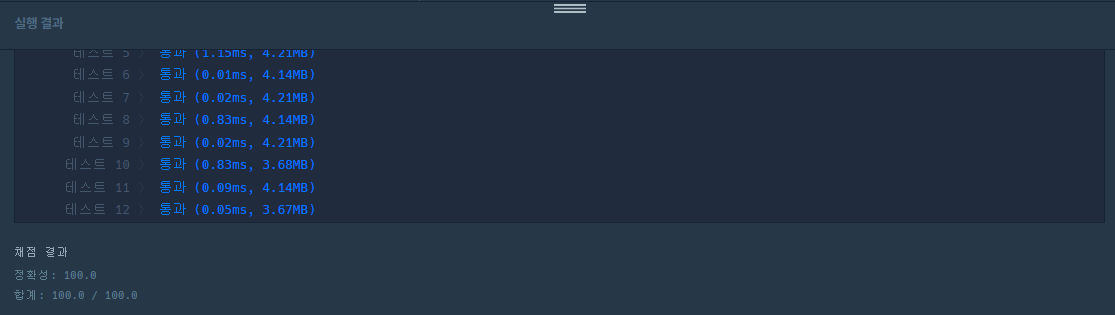 실행 결과
테스트 5 〉 통과 (1.15ms, 4.21MB)
테스트 6 〉 통과 (0.01ms, 4.14MB)
테스트 7 〉 통과 (0.02ms, 4.21MB)
테스트 8 〉 통과 (0.83ms, 4.14MB)
테스트 9 〉 통과 (0.02ms, 4.21MB)
테스트 10 〉 통과 (0.83ms, 3.68MB)
테스트 11 〉 통과 (0.09ms, 4.14MB)
테스트 12 〉 통과 (0.05ms, 3.67MB)
채점 결과
정확성: 100.0
합계: 100.0 / 100.0